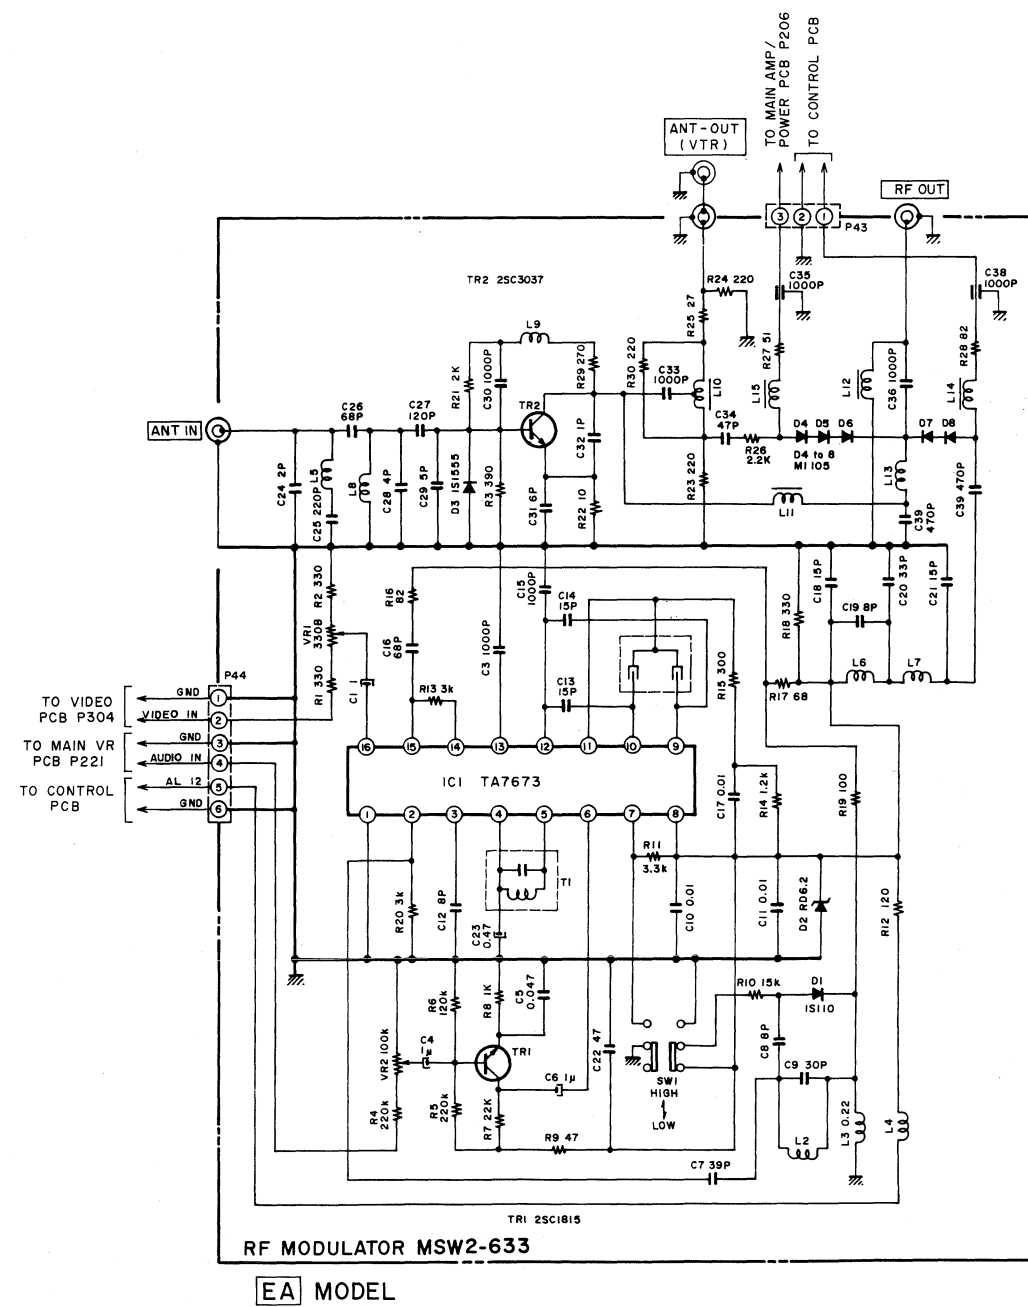 TO MAIN AMP/
POWER PCB P206
TO CONTROL PCB
ANT-OUT
(VTR)
RF OUT
3
2
1
P43
TR2 2SC3037
R24 220
C35
1000P
C38
1000P
R25 27
L9
R30 220
R27 51
R28 82
R21 2K
C30 1000P
R29 270
C33
1000P
L10
L15
L12
C36 1000P
L14
C26
68P
C27
120P
TR2
C34
47P
D4
D5
D6
D7
D8
ANT IN
C32 1P
R26
2.2K
D4 to 8
M1105
C24 2P
L5
C25 220P
L8
C28 4P
C29 5P
D3 1S1555
R3 390
C31 6P
R22 10
R23 220
L11
L13
C39
470P
C39 470P
R2 330
R16
82
C15
1000P
C14
15P
R18 330
C18 15P
C19 8P
C20 33P
C21 15P
VR1
330B
C16
68P
C3 1000P
R15 300
L6
L7
R1 330
C1 1
R13 3k
C13
15P
R17 68
P44
TO VIDEO
PCB P304
GND
1
VIDEO IN
2
TO MAIN VR
PCB P221
GND
3
AUDIO IN
4
TO CONTROL
PCB
AL 12
5
GND
6
16
15
14
13
12
11
10
9
IC1 TA7673
1
2
3
4
5
6
7
8
C17 0.01
R14 1.2k
R19 100
R11
3.3k
T1
R20 3k
C12 8P
C23
0.47
C10 0.01
C11 0.01
D2 RD6.2
R12 120
R6
120k
R8 1K
C5
0.047
R10 15k
D1
1S110
VR2 100k
C4
1μ
TR1
C22 47
C8 8P
SW1
HIGH
LOW
C6 1μ
C9 30P
R4
220k
R5
220k
R7 22K
R9 47
L2
L3 0.22
L4
C7 39P
TR1 2SC1815
RF MODULATOR MSW2-633
EA MODEL